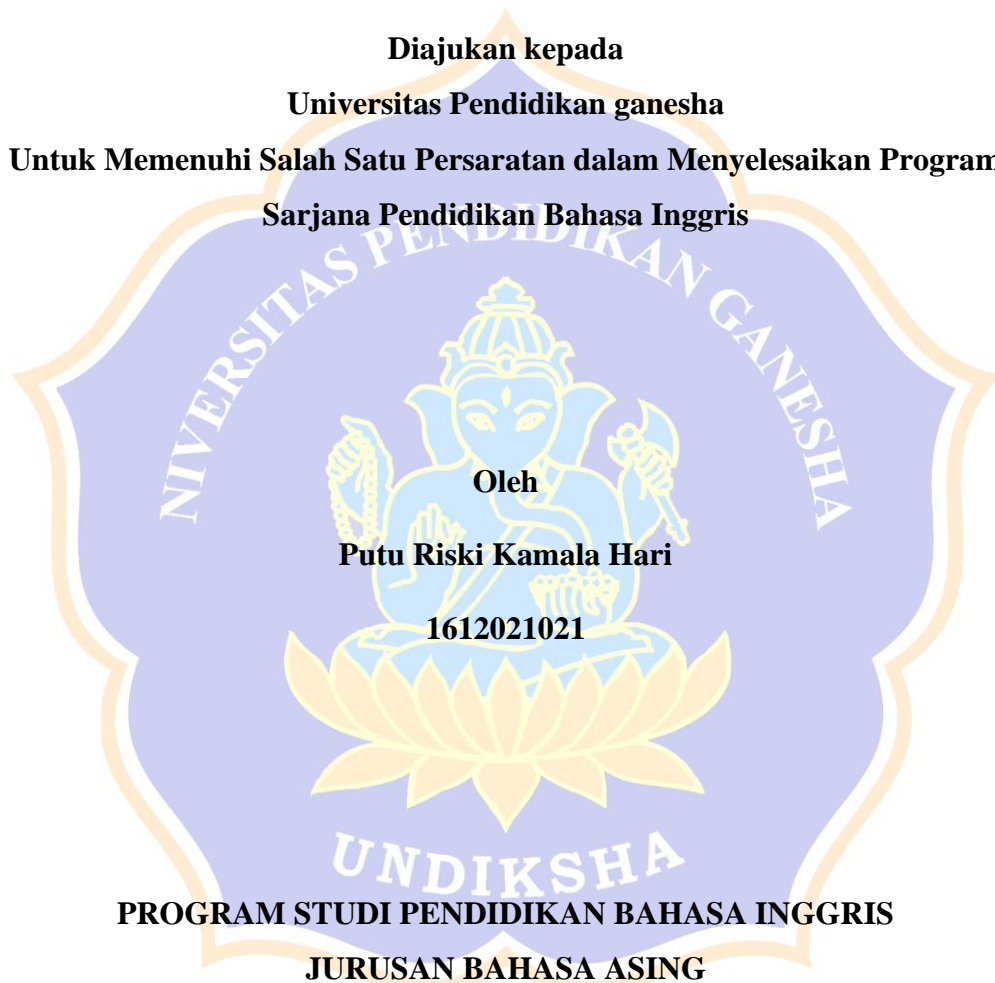 Diajukan kepada
Universitas Pendidikan ganesha
Untuk Memenuhi Salah Satu Persaratan dalam Menyelesaikan Program
Sarjana Pendidikan Bahasa Inggris
NIVERSITAS PENDIDIKAN GANESHA
Oleh
Putu Riski Kamala Hari
1612021021
UNDIKSHA
PROGRAM STUDI PENDIDIKAN BAHASA INGGRIS
JURUSAN BAHASA ASING